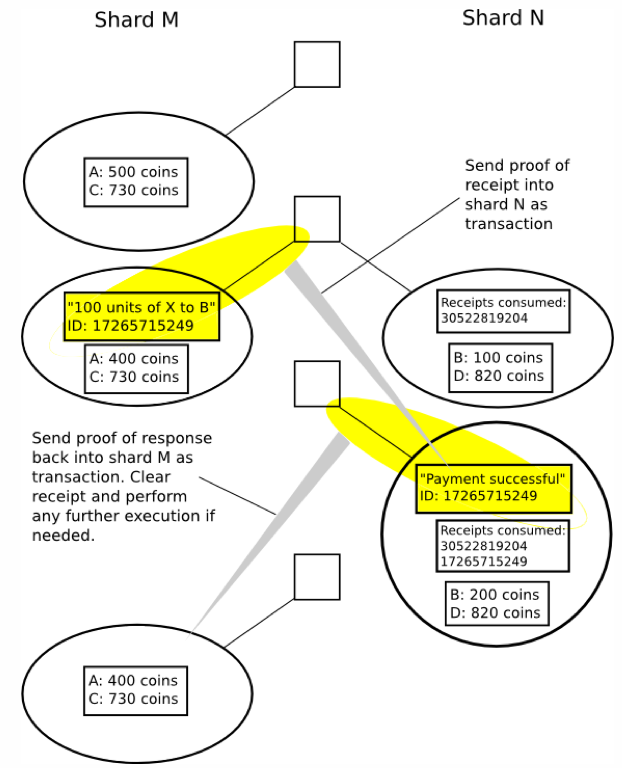 Shard M
Shard N
A: 500 coins
C: 730 coins
Send proof of
receipt into
shard N as
transaction
"100 units of X to B"
ID: 17265715249
A: 400 coins
C: 730 coins
Receipts consumed:
30522819204
B: 100 coins
D: 820 coins
Send proof of response
back into shard M as
transaction. Clear
receipt and perform
any further execution if
needed.
"Payment successful"
ID: 17265715249
Receipts consumed:
30522819204
17265715249
B: 200 coins
D: 820 coins
A: 400 coins
C: 730 coins